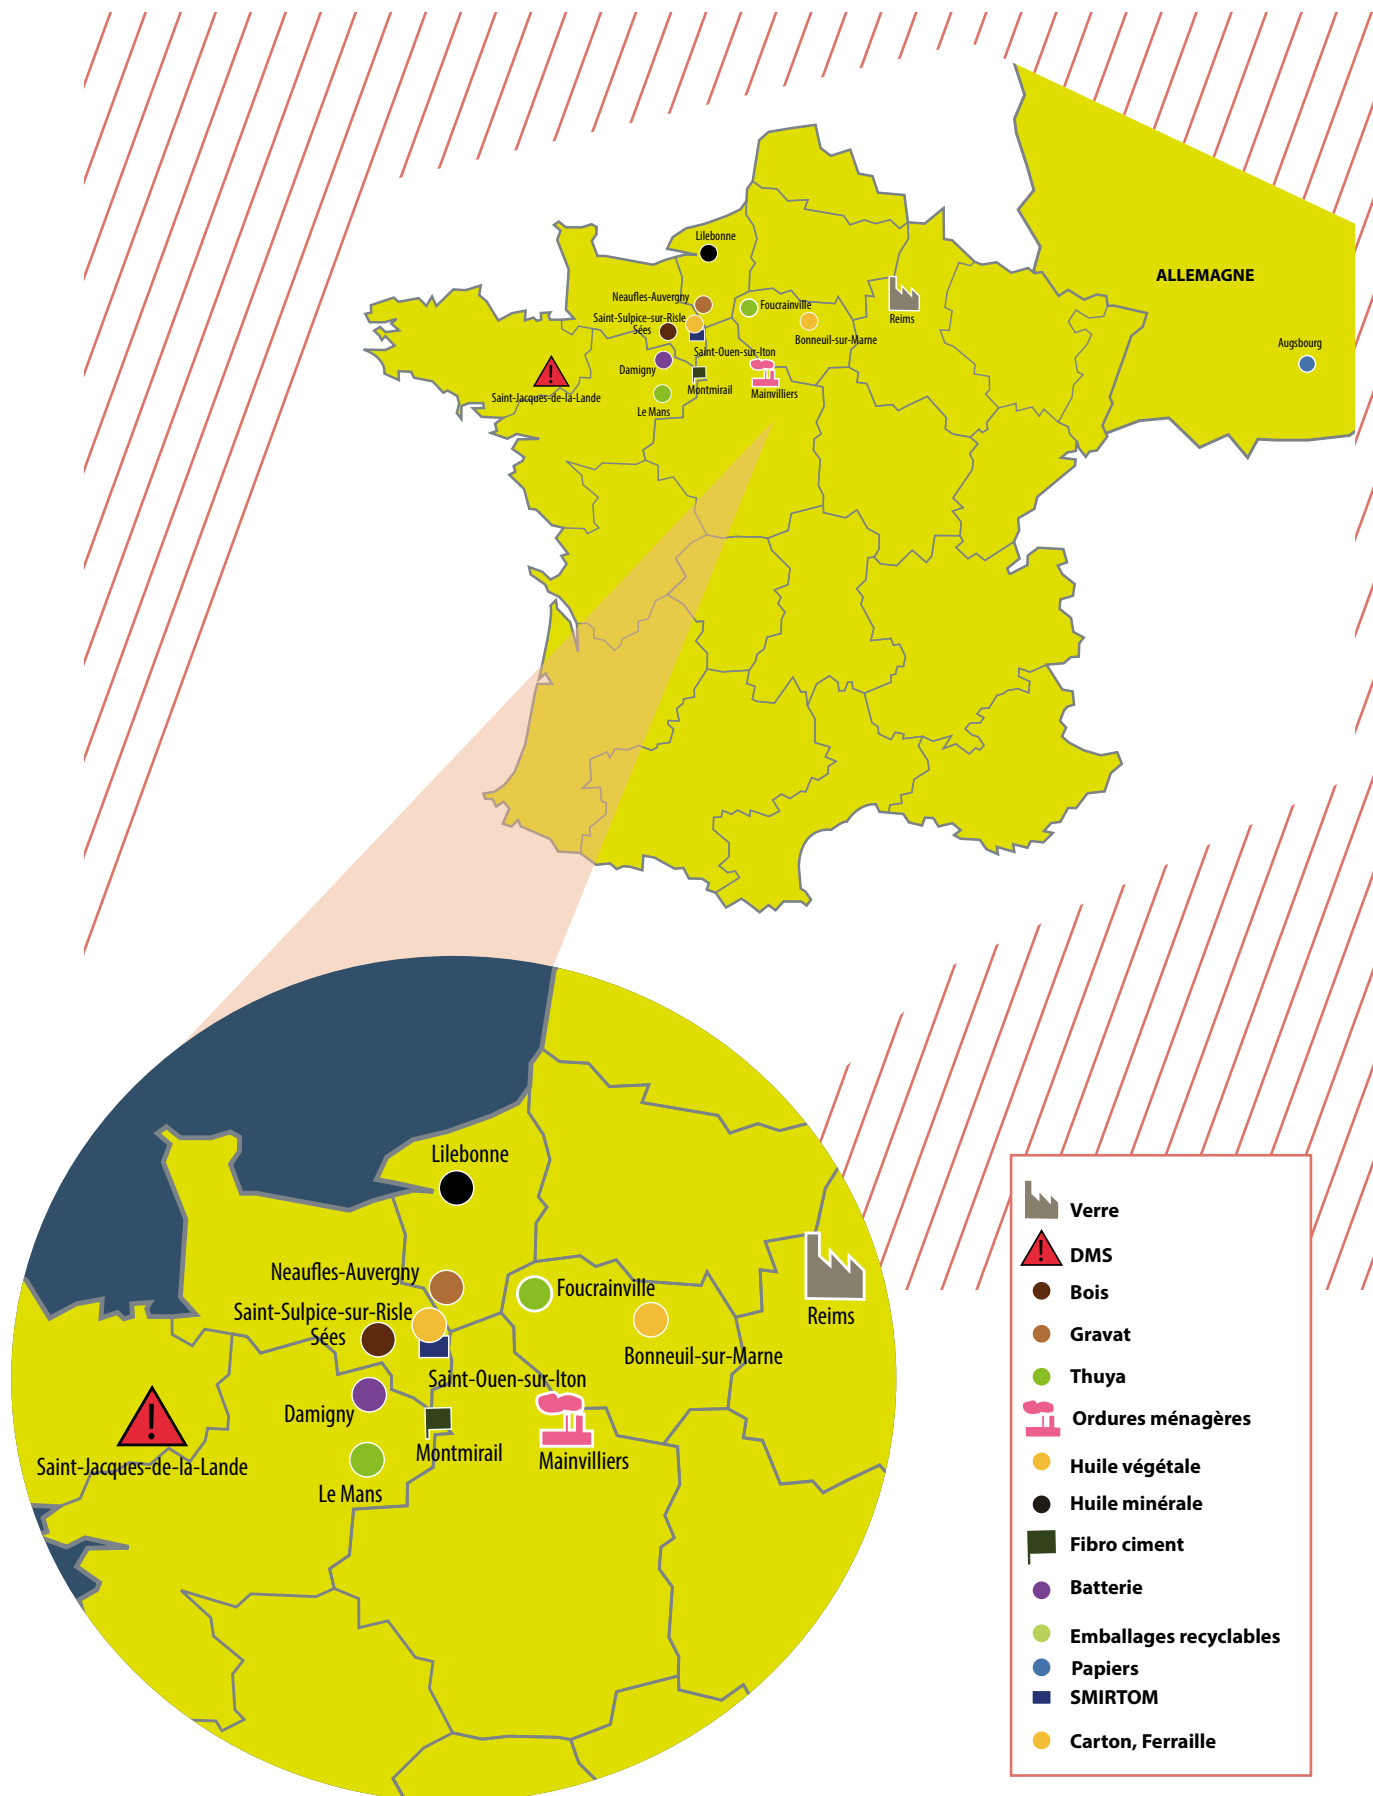 ALLEMAGNE
Lilebonne
Neaufles-Auvergny
Foucrainville
Saint-Sulpice-sur-Risle
Sées
Reims
Bonneuil-sur-Marne
Augsbourg
Saint-Ouen-sur-Iton
Damigny
Montmirail
Mainvilliers
Saint-Jacques-de-la-Lande
Le Mans
Lilebonne
Neaufles-Auvergny
Foucrainville
Saint-Sulpice-sur-Risle
Sées
Reims
Bonneuil-sur-Marne
Saint-Ouen-sur-Iton
Damigny
Montmirail
Mainvilliers
Saint-Jacques-de-la-Lande
Le Mans
Verre
DMS
Bois
Gravat
Thuya
Ordures ménagères
Huile végétale
Huile minérale
Fibro ciment
Batterie
Emballages recyclables
Papiers
SMIRTOM
Carton, Ferraille